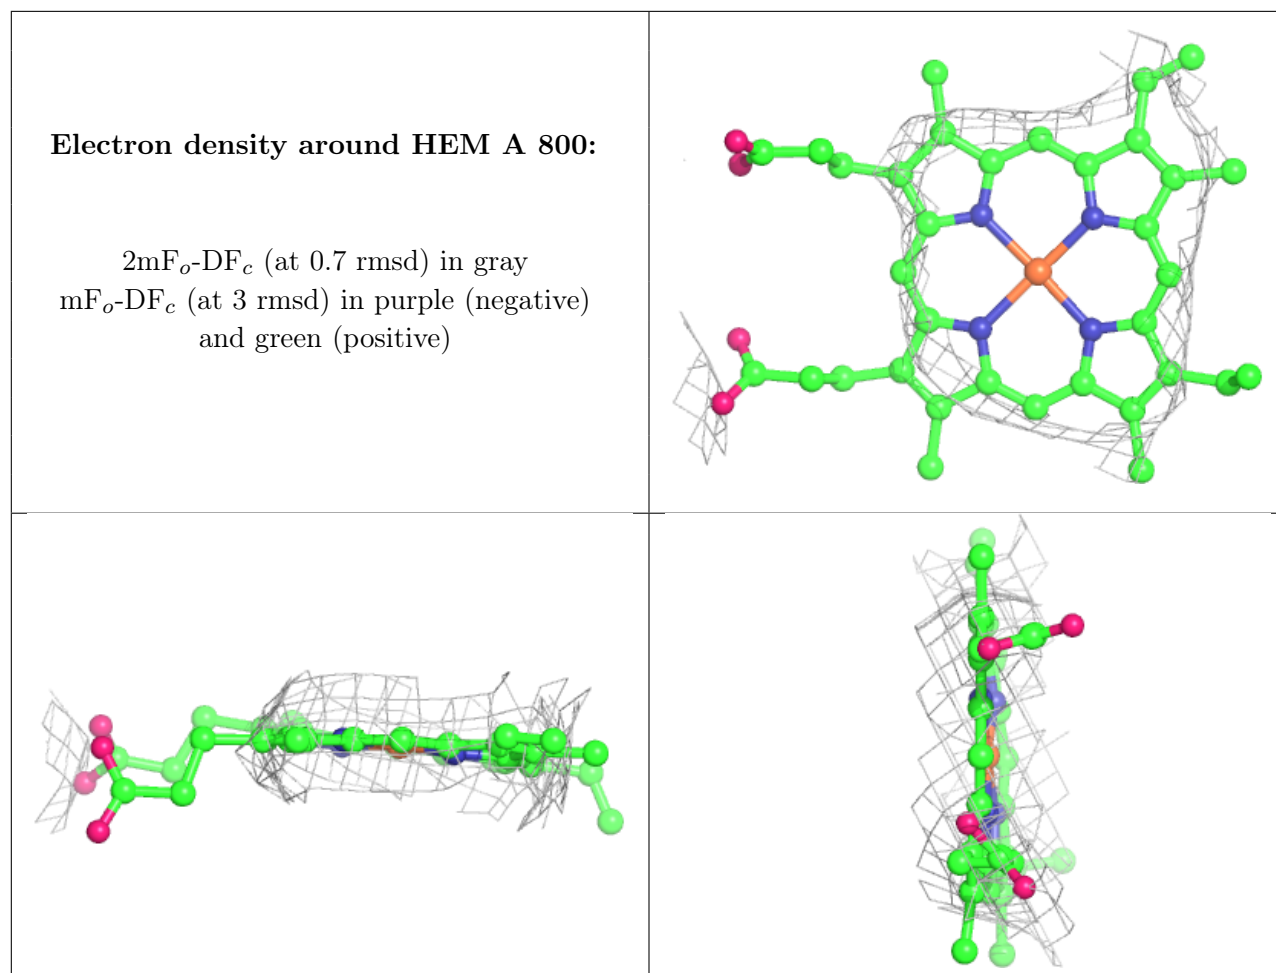 Electron density around HEM A 800:
2mFo-DFc (at 0.7 rmsd) in gray
mFo-DFc (at 3 rmsd) in purple (negative)
and green (positive)